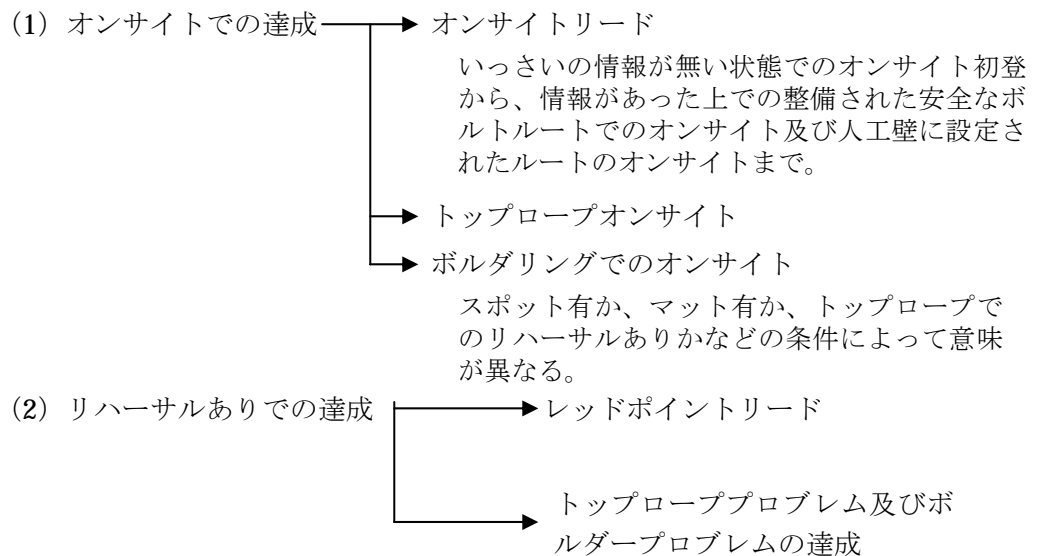 (1) オンサイトでの達成 オンサイトリード
いっさいの情報が無い状態でのオンサイト初登
から、情報があった上での整備された安全なボ
ルトルートでのオンサイト及び人工壁に設定さ
れたルートのオンサイトまで。
トップロープオンサイト
ボルダリングでのオンサイト
スポット有か、マット有か、トップロープで
のリハーサルありかなどの条件によって意味
が異なる。
(2) リハーサルありでの達成 レッドポイントリード
トップロープブロブレム及びボ
ルダープロブレムの達成